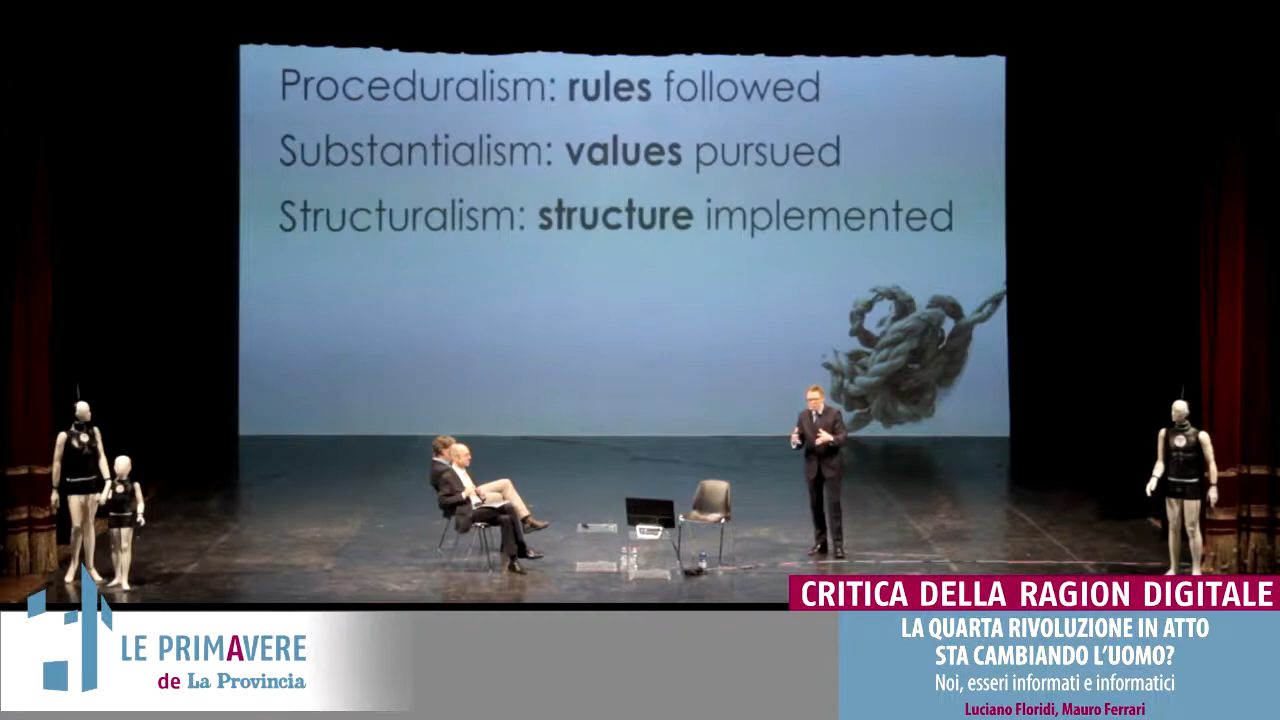 Proceduralism: rules followed
Substantialism: values pursued
Structuralism: structure implemented
LE PRIMAVERE
de La Provincia
CRITICA DELLA RAGION DIGITALE
LA QUARTA RIVOLUZIONE IN ATTO
STA CAMBIANDO L'UOMO?
Noi, esseri informati e informatici
Luciano Floridi, Mauro Ferrari